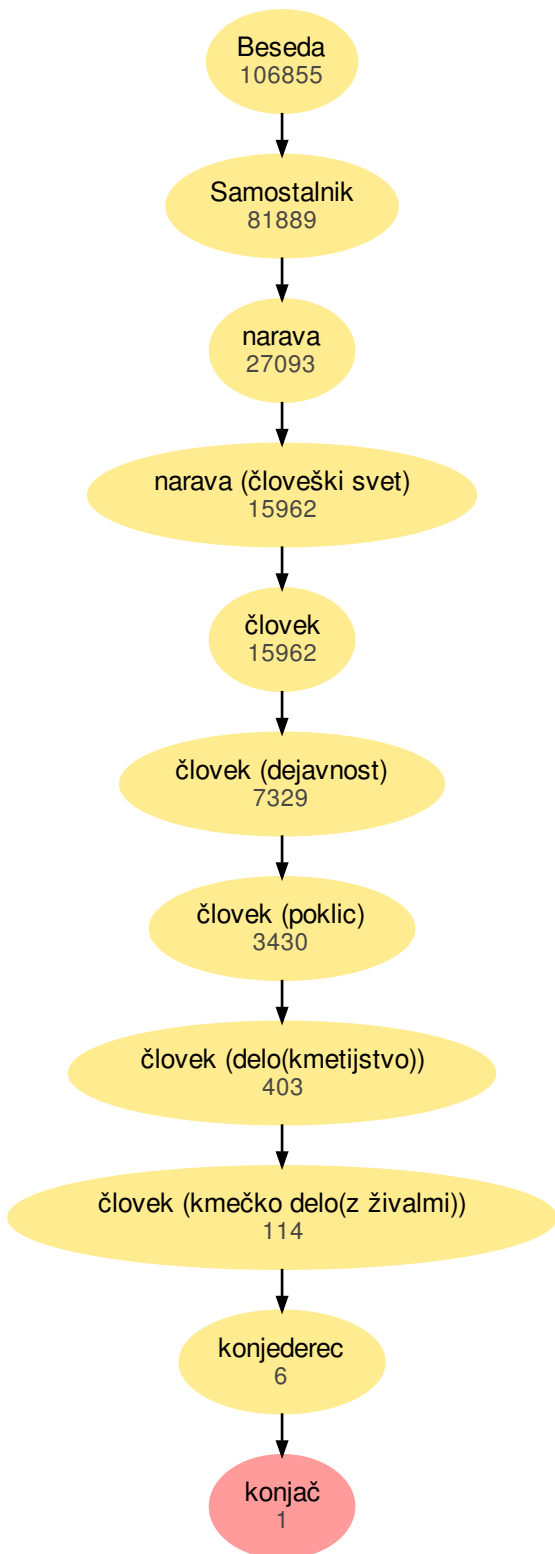 Beseda
106855
Samostalnik
81889
narava
27093
narava (človeški svet)
15962
človek
15962
človek (dejavnost)
7329
človek (poklic)
3430
človek (delo(kmetijstvo))
403
človek (kmečko delo(z živalmi))
114
konjederec
6
konjač
1